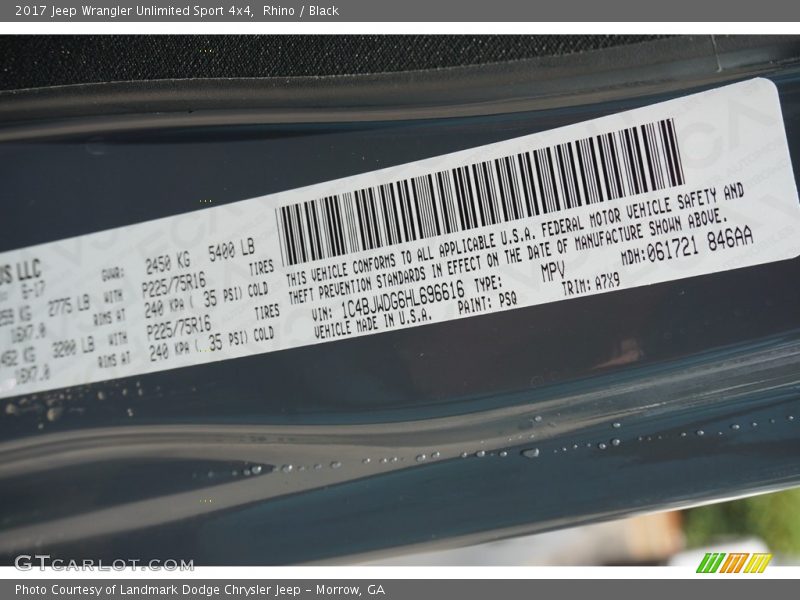 2017 Jeep Wrangler Unlimited Sport 4x4, Rhino / Black
US LLC
6-17
GVWR: 2450 KG 5400 LB
KG 2775 LB WITH P225/75R16 TIRES
16X7.0 RIMS AT 240 KPA ( 35 PSI) COLD
KG 3200 LB WITH P225/75R16 TIRES
16X7.0 RIMS AT 240 KPA ( 35 PSI) COLD
THIS VEHICLE CONFORMS TO ALL APPLICABLE U.S.A. FEDERAL MOTOR VEHICLE SAFETY AND
THEFT PREVENTION STANDARDS IN EFFECT ON THE DATE OF MANUFACTURE SHOWN ABOVE.
VIN: 1C4BJWDG6HL696616 TYPE: MPV MDH:061721 846AA
VEHICLE MADE IN U.S.A. PAINT: PSQ TRIM: A7X9
GTCARLOT.COM
Photo Courtesy of Landmark Dodge Chrysler Jeep – Morrow, GA